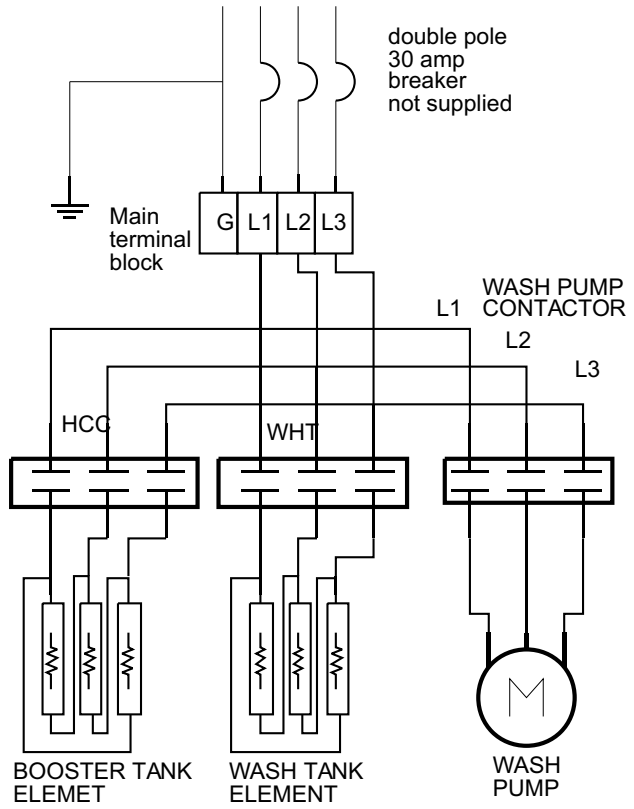 double pole
30 amp
breaker
not supplied
Main
terminal
block
G L1 L2 L3
WASH PUMP
CONTACTOR
L1
L2
L3
HCC
WHT
M
BOOSTER TANK
ELEMET
WASH TANK
ELEMENT
WASH
PUMP